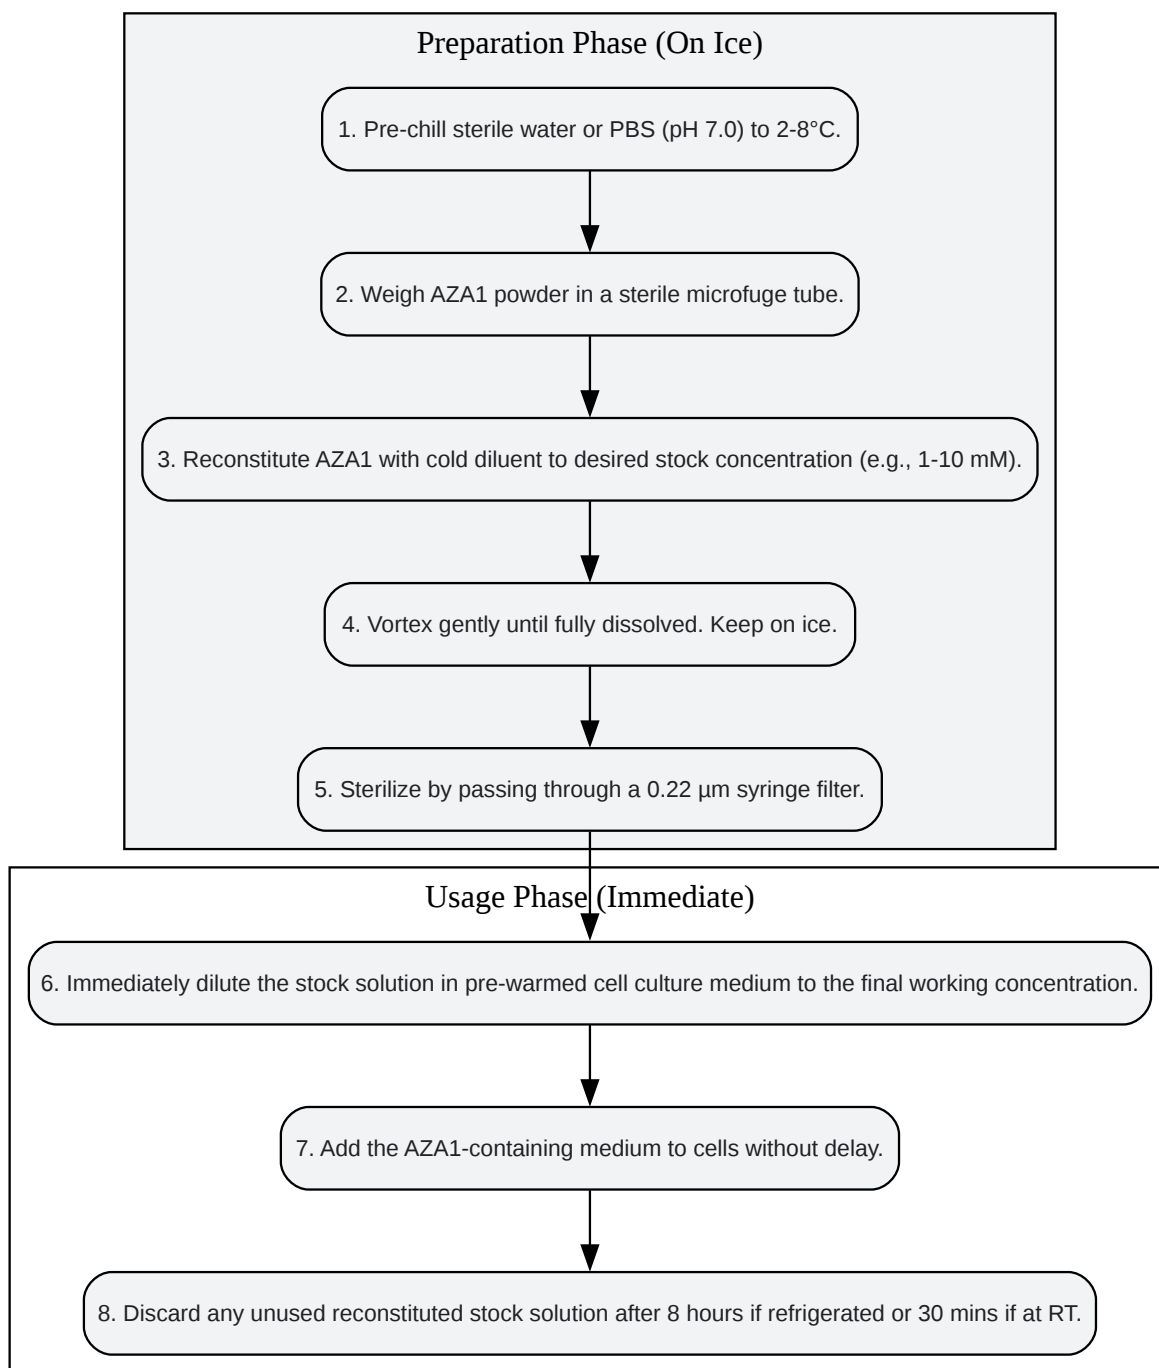 Preparation Phase (On Ice)
1. Pre-chill sterile water or PBS (pH 7.0) to 2-8°C.
2. Weigh AZA1 powder in a sterile microfuge tube.
3. Reconstitute AZA1 with cold diluent to desired stock concentration (e.g., 1-10 mM).
4. Vortex gently until fully dissolved. Keep on ice.
5. Sterilize by passing through a 0.22 µm syringe filter.
Usage Phase (Immediate)
6. Immediately dilute the stock solution in pre-warmed cell culture medium to the final working concentration.
7. Add the AZA1-containing medium to cells without delay.
8. Discard any unused reconstituted stock solution after 8 hours if refrigerated or 30 mins if at RT.